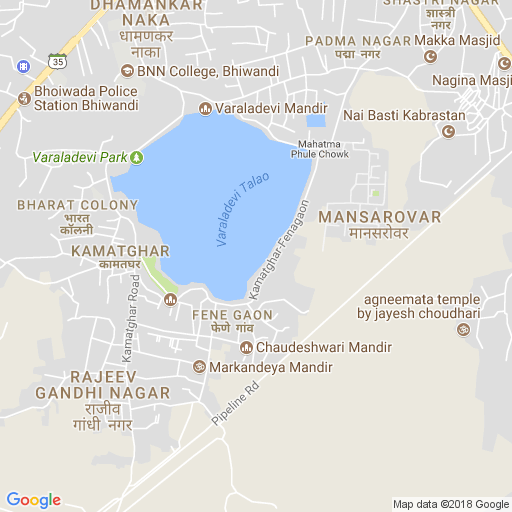 DHAMANKAR
NAKA
धामणकर
नाका
SHASTRI NAGAR
शास्त्री
नगर
PADMA NAGAR
पद्मा नगर
Makka Masjid
35
BNN College, Bhiwandi
Nagina Masji
Bhoiwada Police
Station Bhiwandi
Varaladevi Mandir
Nai Basti Kabrastan
Mahatma
Phule Chowk
Varaladevi Park
Varaladevi Talao
BHARAT COLONY
भारत
कॉलनी
MANSAROVAR
मानसरोवर
Kamatghar-Fenagaon
KAMATGHAR
कामतघर
Kamatghar Road
agneemata temple
by jayesh choudhari
FENE GAON
फेणे गांव
Chaudeshwari Mandir
Markandeya Mandir
RAJEEV
GANDHI NAGAR
राजीव
गांधी नगर
Pipeline Rd
Google
Map data ©2018 Google